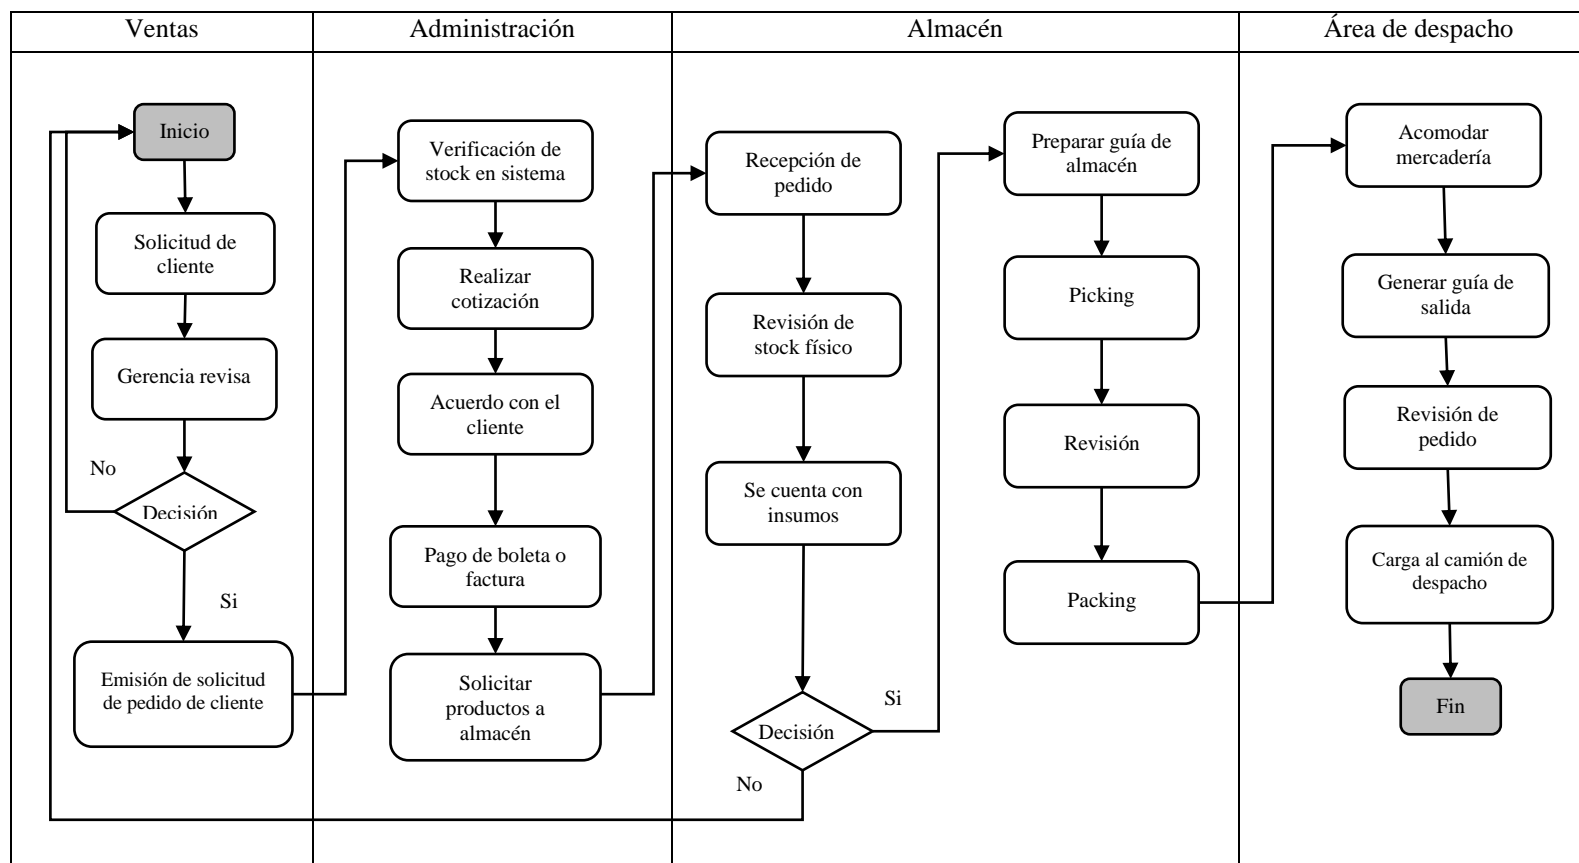 Ventas
Administración
Almacén
Área de despacho
Inicio
Solicitud de
cliente
Gerencia revisa
No
Decisión
Si
Emisión de solicitud
de pedido de cliente
Verificación de
stock en sistema
Realizar
cotización
Acuerdo con el
cliente
Pago de boleta o
factura
Solicitar
productos a
almacén
Recepción de
pedido
Revisión de
stock físico
Se cuenta con
insumos
Decisión
Si
No
Preparar guía de
almacén
Picking
Revisión
Packing
Acomodar
mercadería
Generar guía de
salida
Revisión de
pedido
Carga al camión de
despacho
Fin